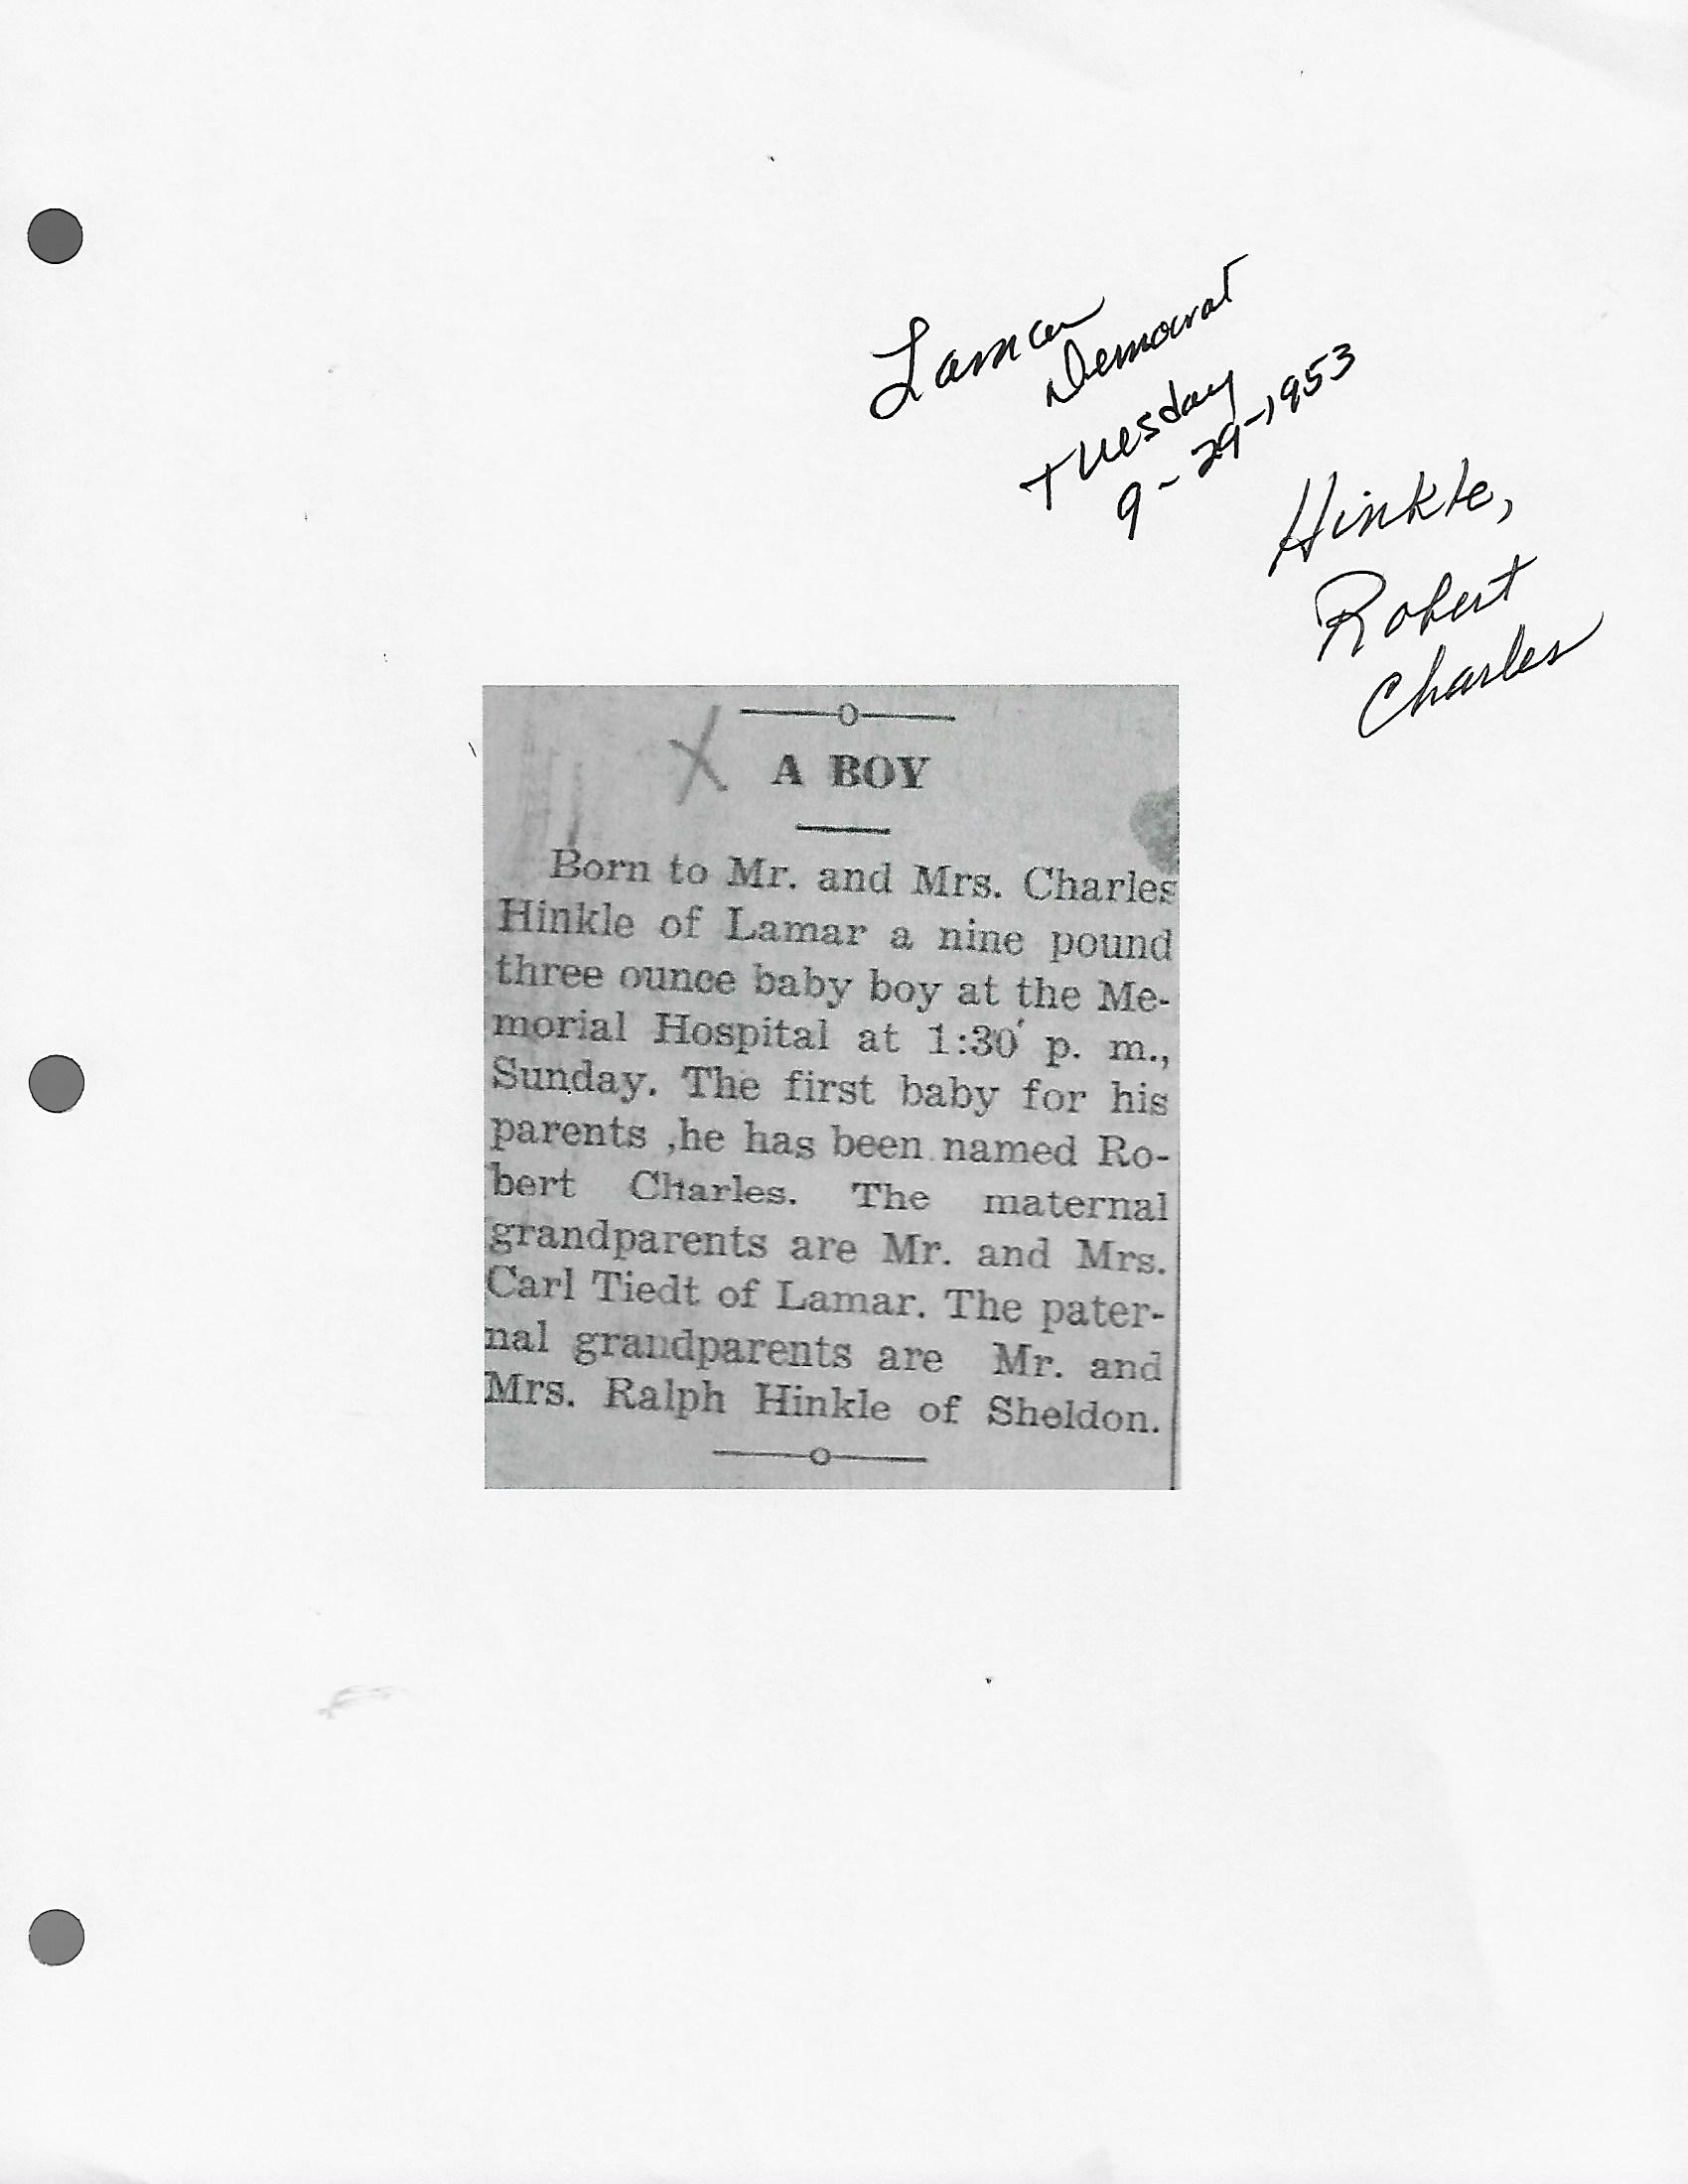 Lamar
Democrat
Tuesday
9-29-1953
Hinkle,
Robert
Charles
X
A BOY
Born to Mr. and Mrs. Charles
Hinkle of Lamar a nine pound
three ounce baby boy at the Me-
morial Hospital at 1:30 p. m.,
Sunday. The first baby for his
parents ,he has been named Ro-
bert Charles. The maternal
grandparents are Mr. and Mrs.
Carl Tiedt of Lamar. The pater-
nal grandparents are Mr. and
Mrs. Ralph Hinkle of Sheldon.